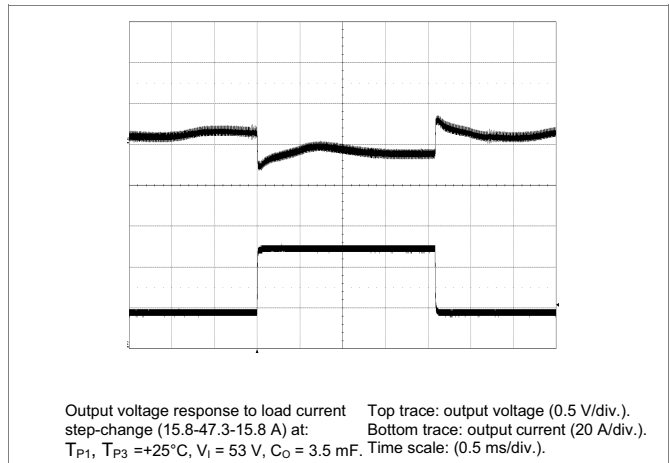 Output voltage response to load current
step-change (15.8-47.3-15.8 A) at:
TP1, TP3 =+25°C, VI = 53 V, CO = 3.5 mF.
Top trace: output voltage (0.5 V/div.).
Bottom trace: output current (20 A/div.).
Time scale: (0.5 ms/div.).